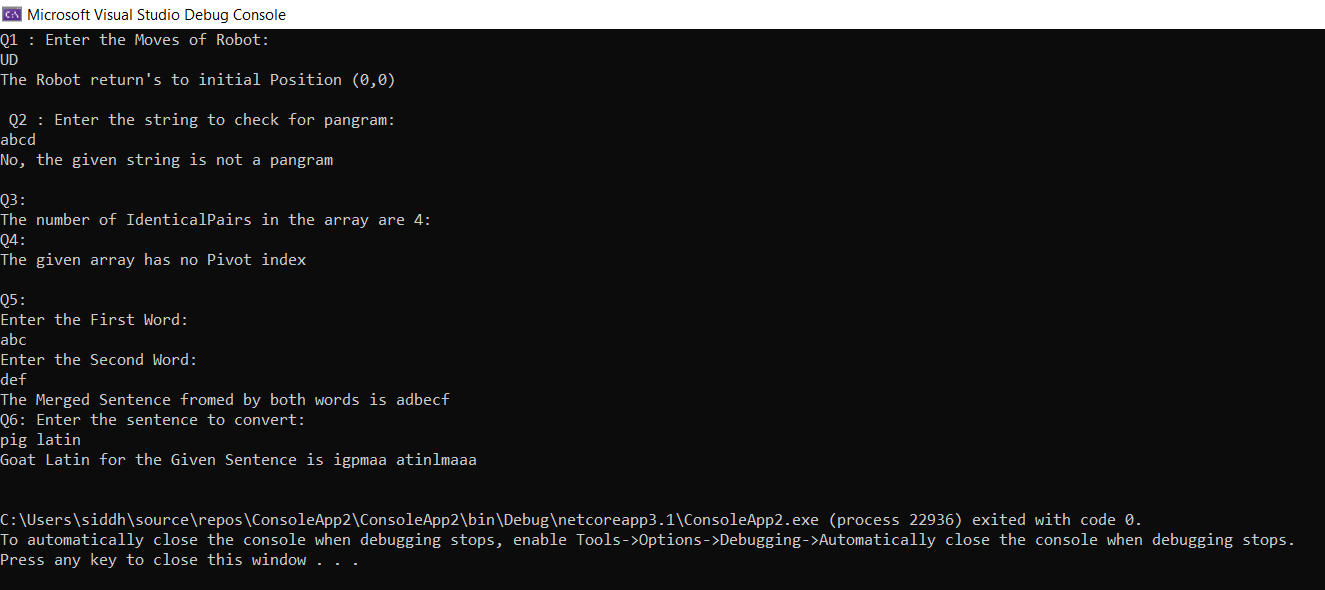 C:\ Microsoft Visual Studio Debug Console
Q1 : Enter the Moves of Robot:
UD
The Robot return's to initial Position (0,0)
Q2 : Enter the string to check for pangram:
abcd
No, the given string is not a pangram
Q3:
The number of IdenticalPairs in the array are 4:
Q4:
The given array has no Pivot index
Q5:
Enter the First Word:
abc
Enter the Second Word:
def
The Merged Sentence fromed by both words is adbecf
Q6: Enter the sentence to convert:
pig latin
Goat Latin for the Given Sentence is igpmaa atinlmaaa
C:\Users\siddh\source\repos\ConsoleApp2\ConsoleApp2\bin\Debug\netcoreapp3.1\ConsoleApp2.exe (process 22936) exited with code 0.
To automatically close the console when debugging stops, enable Tools->Options->Debugging->Automatically close the console when debugging stops.
Press any key to close this window . . .